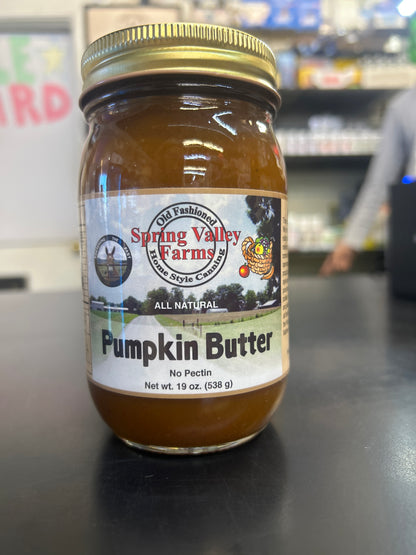 Old Fashioned
Spring Valley
Farms
Home Style Canning
ALL NATURAL
Pumpkin Butter
No Pectin
Net wt. 19 oz. (538 g)